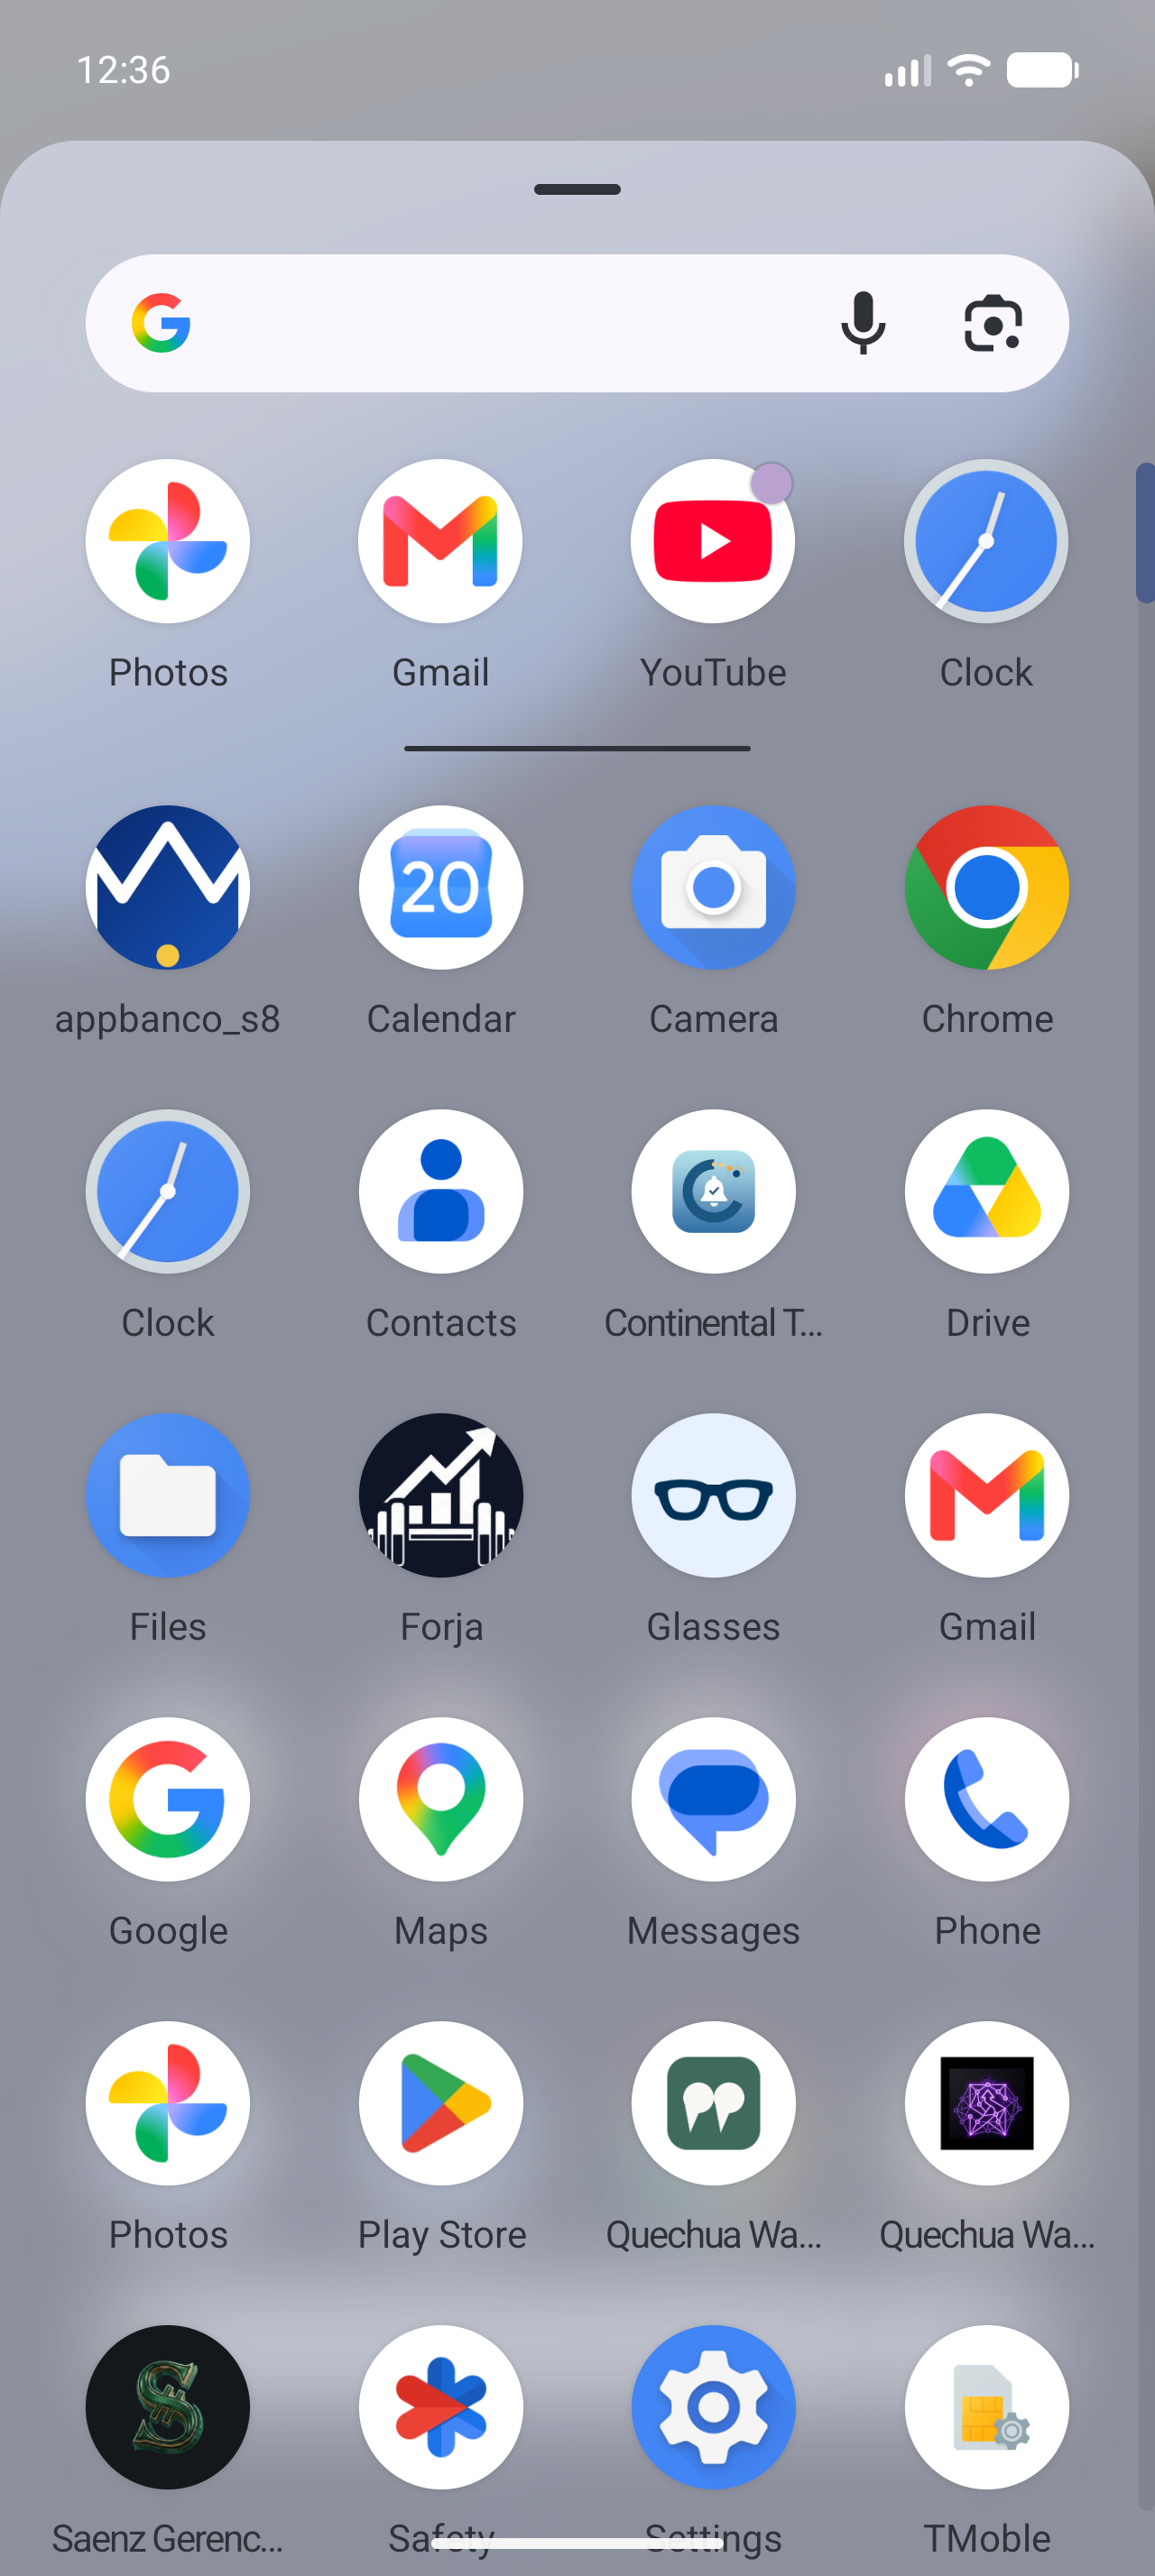 12:36
Photos
Gmail
YouTube
Clock
20
appbanco_s8
Calendar
Camera
Chrome
Clock
Contacts
Continental T...
Drive
Files
Forja
Glasses
Gmail
Google
Maps
Messages
Phone
Photos
Play Store
Quechua Wa...
Quechua Wa...
Saenz Gerenc...
Safety
Settings
TMoble